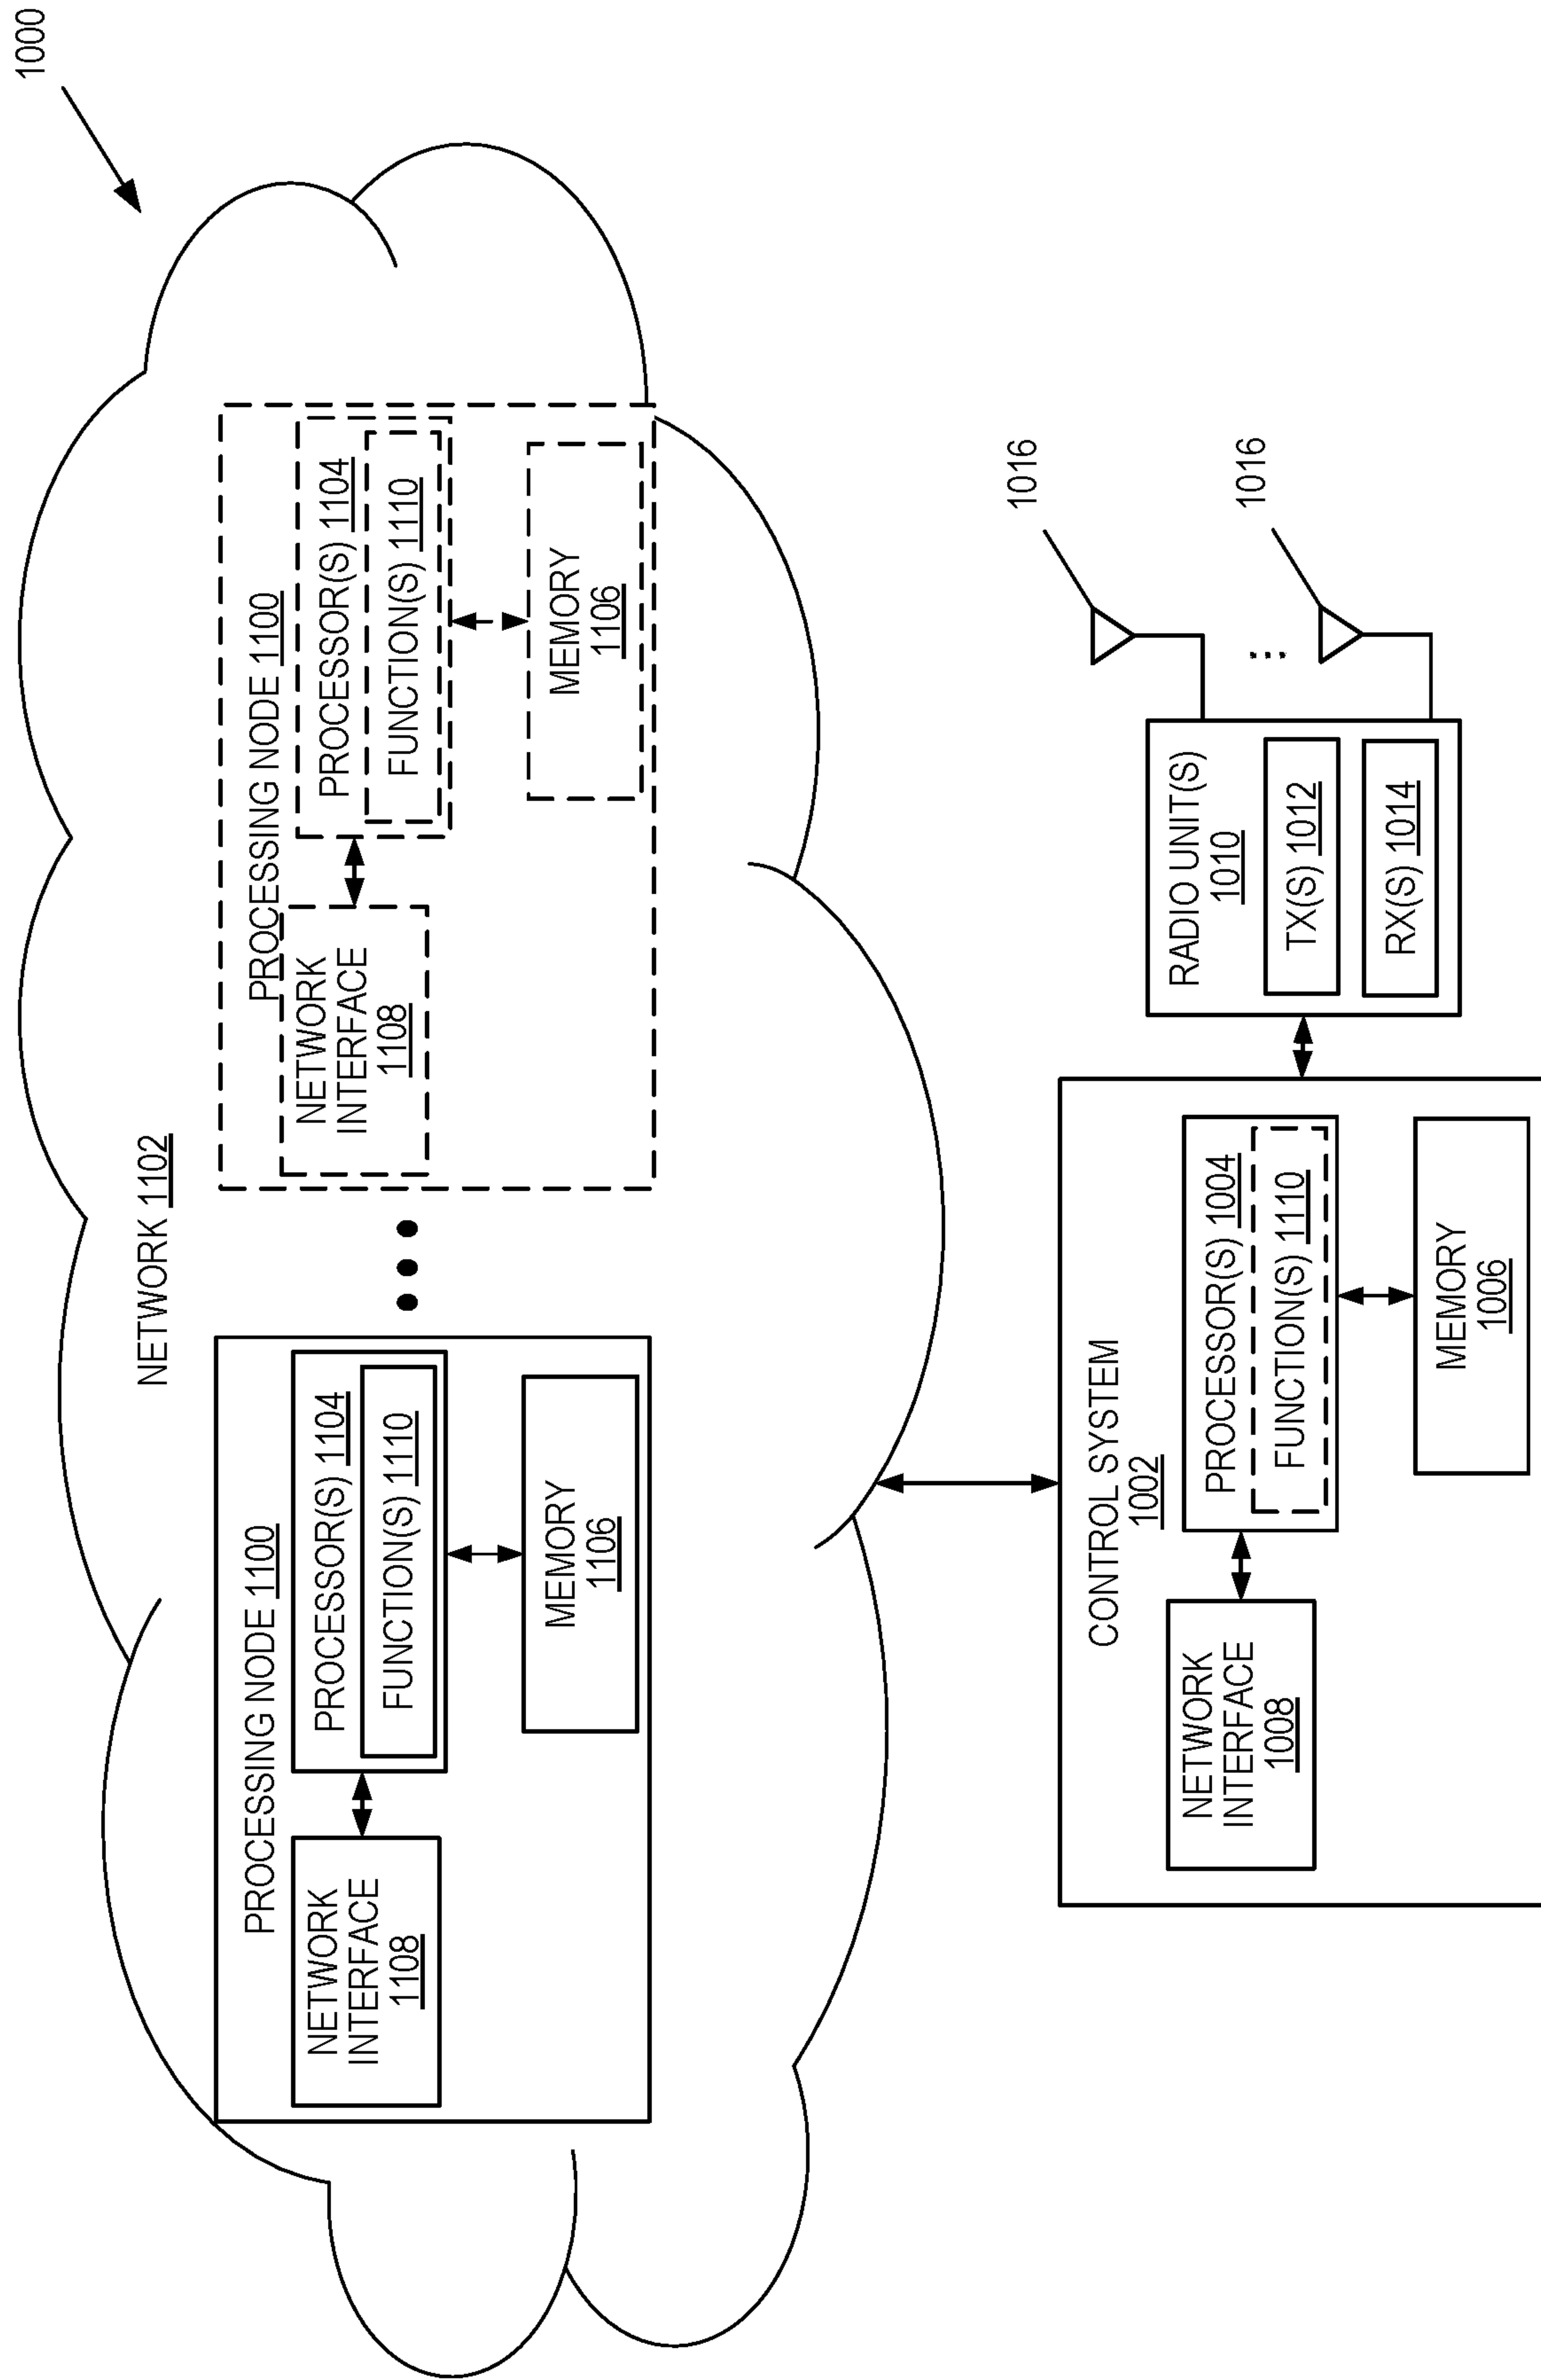 1000
NETWORK 1102
PROCESSING NODE 1100
NETWORK
INTERFACE
1108
PROCESSOR(S) 1104
FUNCTION(S) 1110
MEMORY
1106
PROCESSING NODE 1100
NETWORK
INTERFACE
1108
PROCESSOR(S) 1104
FUNCTION(S) 1110
MEMORY
1106
CONTROL SYSTEM
1002
NETWORK
INTERFACE
1008
PROCESSOR(S) 1004
FUNCTION(S) 1110
MEMORY
1006
RADIO UNIT(S)
1010
TX(S) 1012
RX(S) 1014
1016
1016